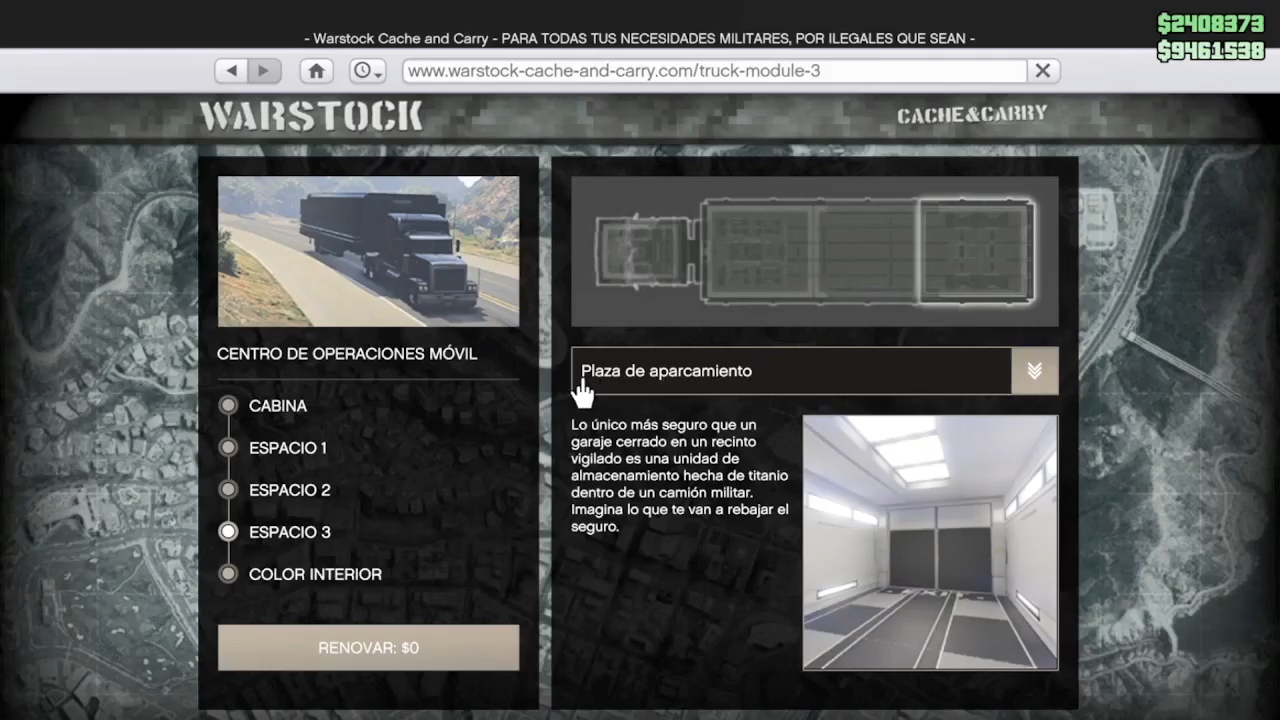 $2408373
$9461538
- Warstock Cache and Carry - PARA TODAS TUS NECESIDADES MILITARES, POR ILEGALES QUE SEAN -
www.warstock-cache-and-carry.com/truck-module-3
WARSTOCK
CACHE&CARRY
CENTRO DE OPERACIONES MÓVIL
CABINA
ESPACIO 1
ESPACIO 2
ESPACIO 3
COLOR INTERIOR
RENOVAR: $0
Plaza de aparcamiento
Lo único más seguro que un
garaje cerrado en un recinto
vigilado es una unidad de
almacenamiento hecha de titanio
dentro de un camión militar.
Imagina lo que te van a rebajar el
seguro.